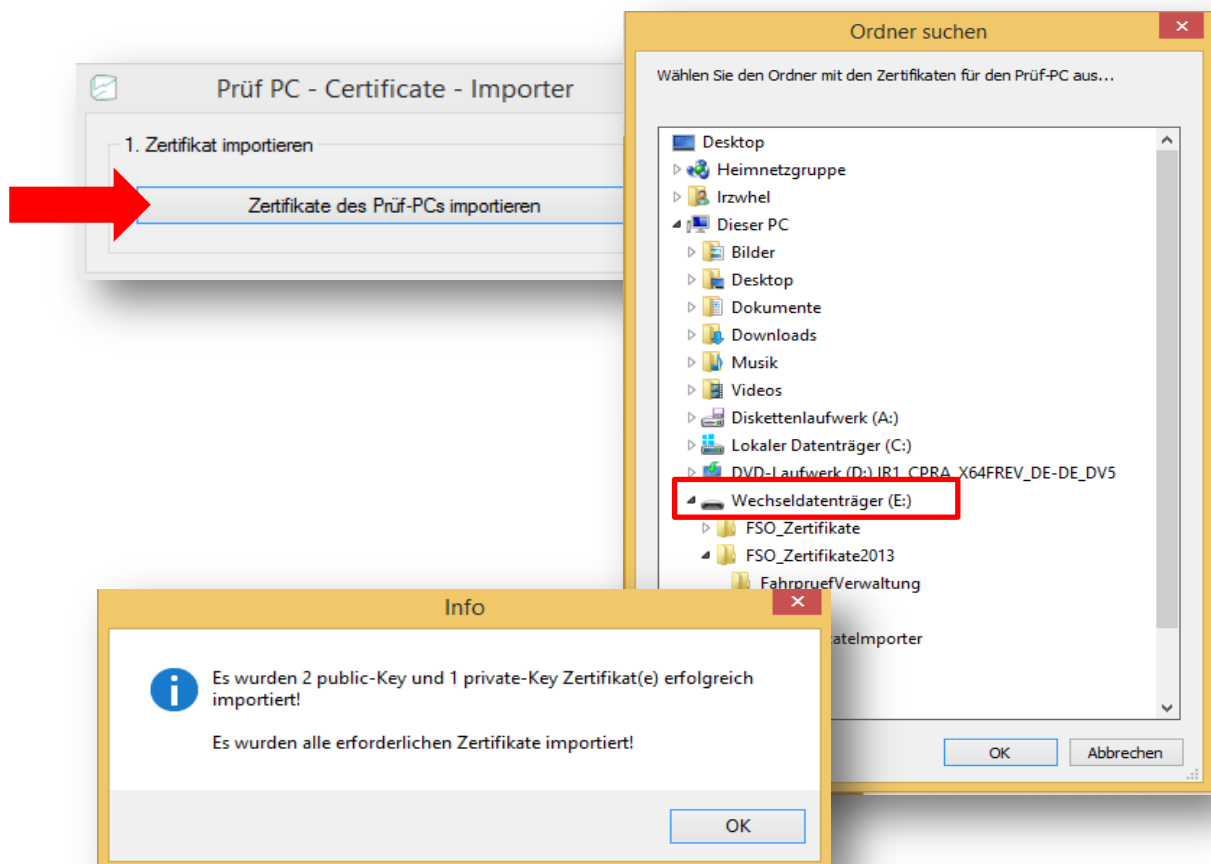 Prüf PC - Certificate - Importer
1. Zertifikat importieren
Zertifikate des Prüf-PCs importieren
Ordner suchen
Wählen Sie den Ordner mit den Zertifikaten für den Prüf-PC aus...
Desktop
Heimnetzgruppe
Irzwhel
Dieser PC
Bilder
Desktop
Dokumente
Downloads
Musik
Videos
Diskettenlaufwerk (A:)
Lokaler Datenträger (C:)
DVD-Laufwerk (D:) IR1_CPRA_X64FREV_DE-DE_DV5
Wechseldatenträger (E:)
FSO_Zertifikate
FSO_Zertifikate2013
FahrpruefVerwaltung
OK
Abbrechen
Info
Es wurden 2 public-Key und 1 private-Key Zertifikat(e) erfolgreich
importiert!
Es wurden alle erforderlichen Zertifikate importiert!
OK